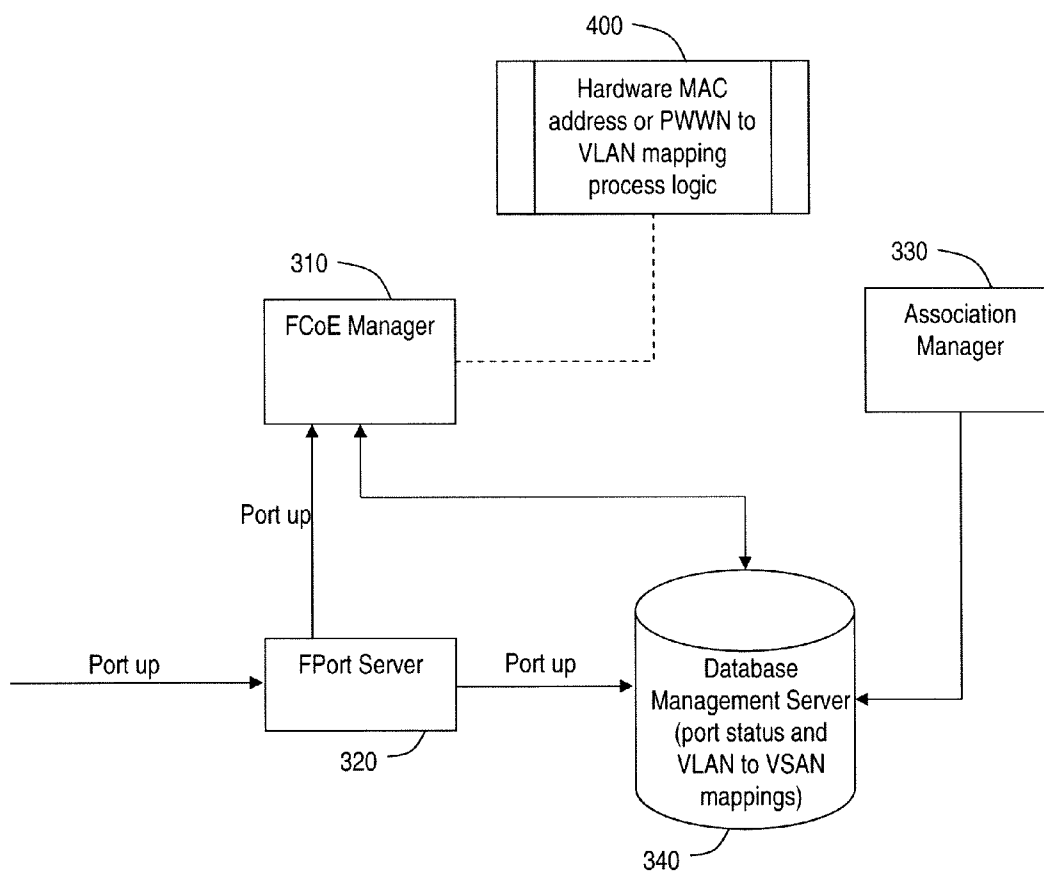 400
Hardware MAC
address or PWWN to
VLAN mapping
process logic
310
FCoE Manager
330
Association
Manager
Port up
Port up
FPort Server
Port up
320
Database
Management Server
(port status and
VLAN to VSAN
mappings)
340